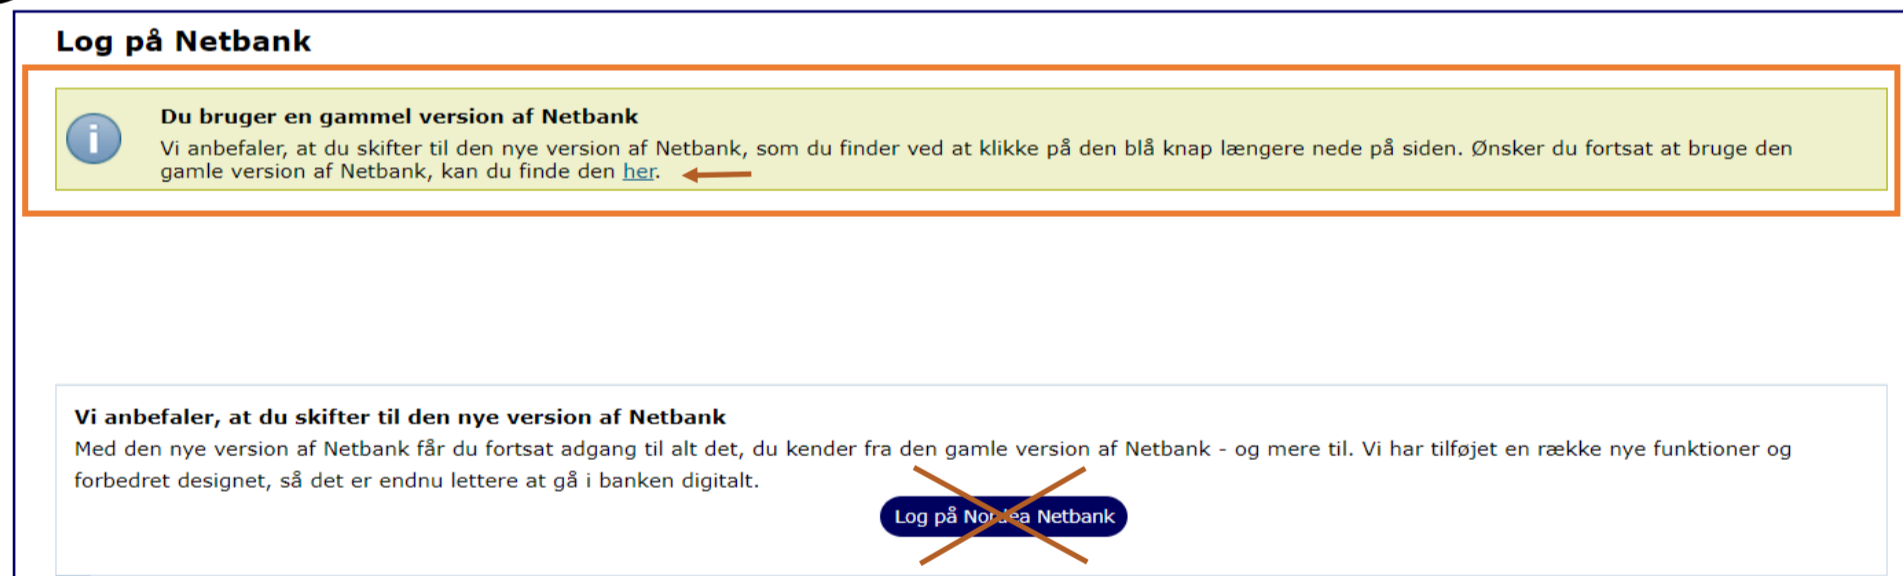 Log på Netbank
Du bruger en gammel version af Netbank
Vi anbefaler, at du skifter til den nye version af Netbank, som du finder ved at klikke på den blå knap længere nede på siden. Ønsker du fortsat at bruge den
gamle version af Netbank, kan du finde den her.
Vi anbefaler, at du skifter til den nye version af Netbank
Med den nye version af Netbank får du fortsat adgang til alt det, du kender fra den gamle version af Netbank - og mere til. Vi har tilføjet en række nye funktioner og
forbedret designet, så det er endnu lettere at gå i banken digitalt.
Log på Nordea Netbank